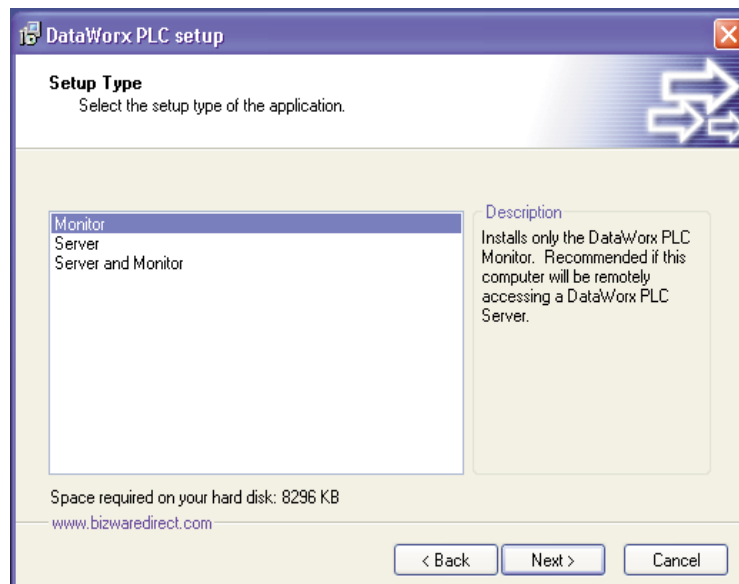 DataWorx PLC setup
Setup Type
Select the setup type of the application.
Monitor
Server
Server and Monitor
Description
Installs only the DataWorx PLC
Monitor. Recommended if this
computer will be remotely
accessing a DataWorx PLC
Server.
Space required on your hard disk: 8296 KB
www.bizwaredirect.com
< Back
Next >
Cancel